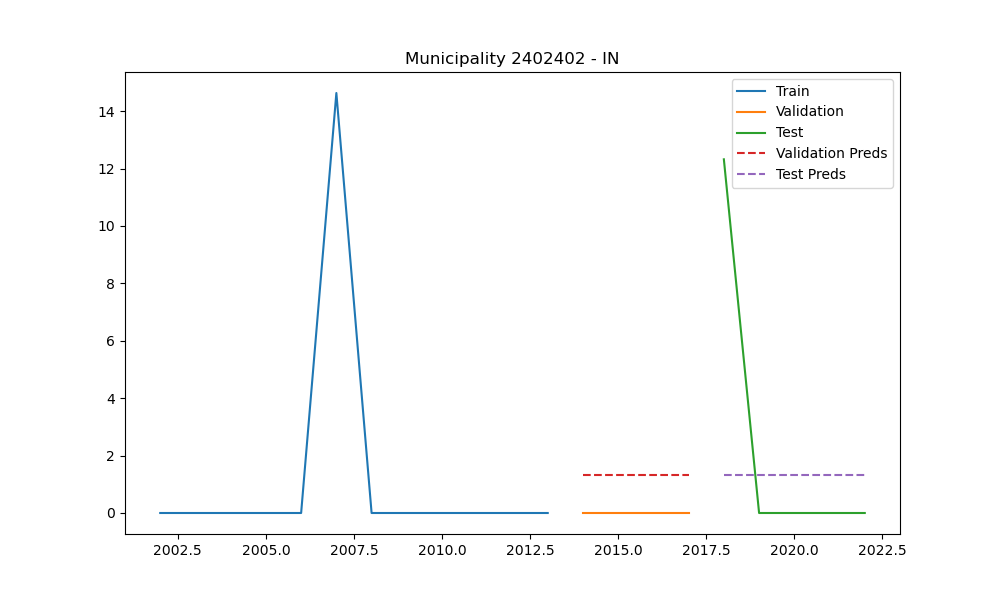 Municipality 2402402 - IN
Train
Validation
Test
Validation Preds
Test Preds
14
12
10
8
6
4
2
0
2002.5 2005.0 2007.5 2010.0 2012.5 2015.0 2017.5 2020.0 2022.5